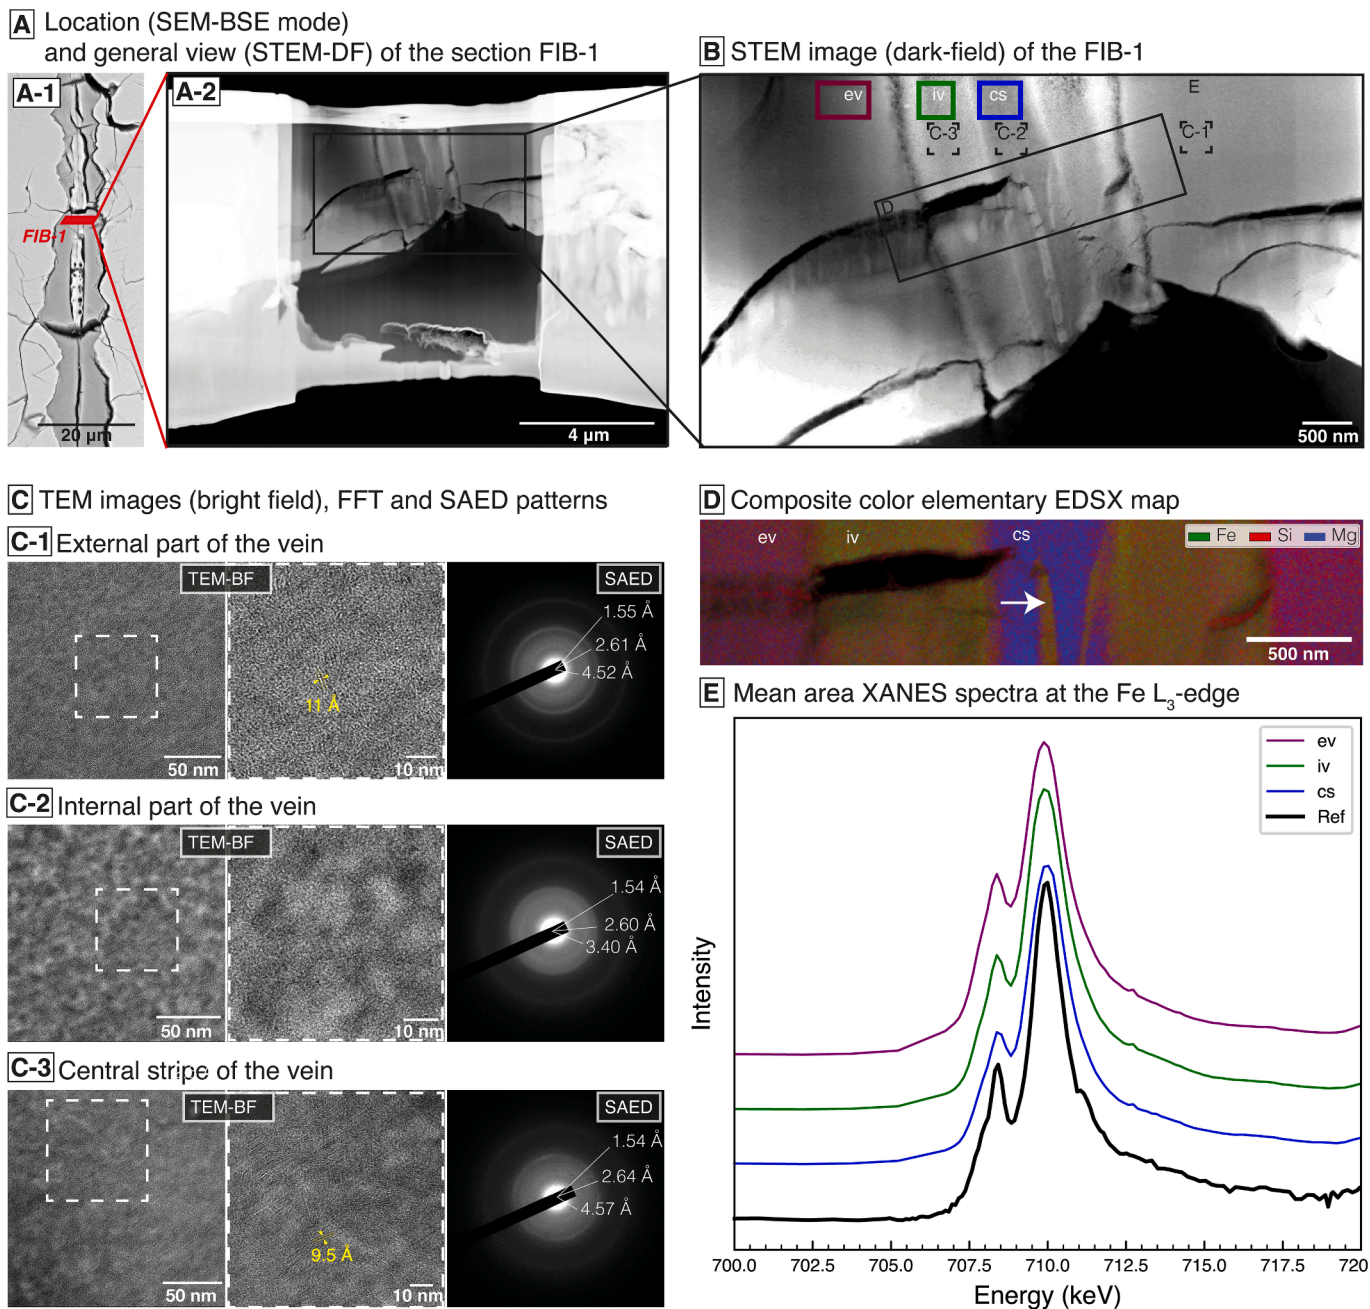 A Location (SEM-BSE mode)
and general view (STEM-DF) of the section FIB-1
A-1
FIB-1
20 µm
A-2
4 µm
B STEM image (dark-field) of the FIB-1
ev
iv
cs
E
C-3
C-2
C-1
D
500 nm
C TEM images (bright field), FFT and SAED patterns
C-1 External part of the vein
TEM-BF
SAED
1.55 Å
2.61 Å
4.52 Å
11 Å
50 nm
10 nm
C-2 Internal part of the vein
TEM-BF
SAED
1.54 Å
2.60 Å
3.40 Å
50 nm
10 nm
C-3 Central stripe of the vein
TEM-BF
SAED
1.54 Å
2.64 Å
4.57 Å
9.5 Å
50 nm
10 nm
D Composite color elementary EDSX map
ev
iv
cs
Fe Si Mg
500 nm
E Mean area XANES spectra at the Fe L₃-edge
ev
iv
cs
Ref
Intensity
700.0 702.5 705.0 707.5 710.0 712.5 715.0 717.5 720
Energy (keV)